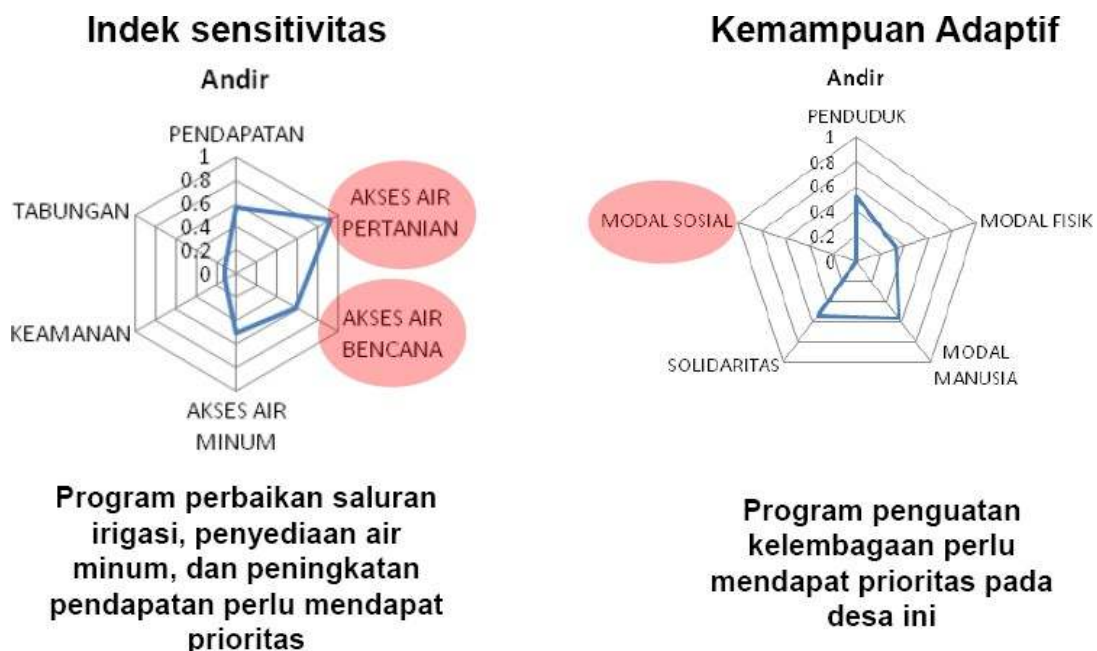 Indek sensitivitas
Andir
PENDAPATAN
1
0.8
0.6
0.4
0.2
0
AKSES AIR
PERTANIAN
AKSES AIR
BENCANA
AKSES AIR
MINUM
KEAMANAN
TABUNGAN
Program perbaikan saluran
irigasi, penyediaan air
minum, dan peningkatan
pendapatan perlu mendapat
prioritas
Kemampuan Adaptif
Andir
PENDUDUK
1
0.8
0.6
0.4
0.2
0
MODAL FISIK
MODAL
MANUSIA
SOLIDARITAS
MODAL SOSIAL
Program penguatan
kelembagaan perlu
mendapat prioritas pada
desa ini